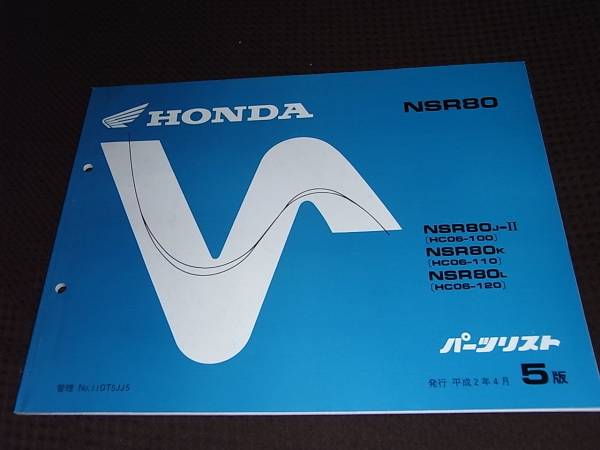 HONDA
NSR80
NSR80J-II
(HC06-100)
NSR80K
(HC06-110)
NSR80L
(HC06-120)
パーツリスト
管理 No.11GT5JJ5
発行 平成2年4月 5版